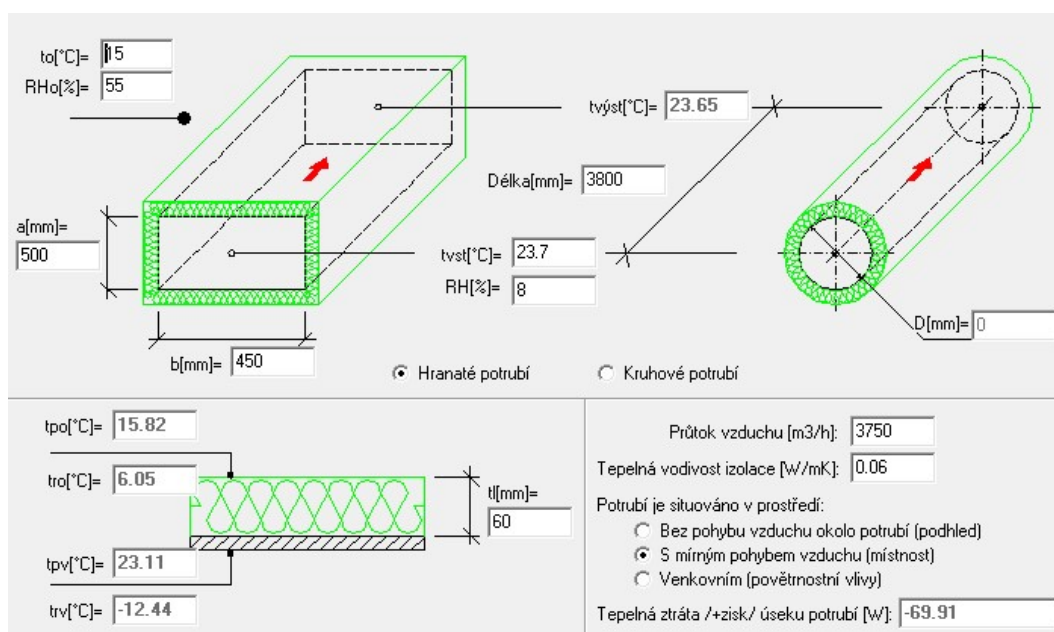 to[°C]= 15
RHo[%]= 55
tvýst[°C]= 23.65
Délka[mm]= 3800
a[mm]=
500
tvst[°C]= 23.7
RH[%]= 8
D[mm]= 0
b[mm]= 450
Hranaté potrubí
Kruhové potrubí
tpo[°C]= 15.82
tro[°C]= 6.05
tl[mm]=
60
tpv[°C]= 23.11
trv[°C]= -12.44
Průtok vzduchu [m3/h]: 3750
Tepelná vodivost izolace [W/mK]: 0.06
Potrubí je situováno v prostředí:
Bez pohybu vzduchu okolo potrubí (podhled)
S mírným pohybem vzduchu (místnost)
Venkovním (povětrnostní vlivy)
Tepelná ztráta /+zisk/ úseku potrubí [W]: -69.91